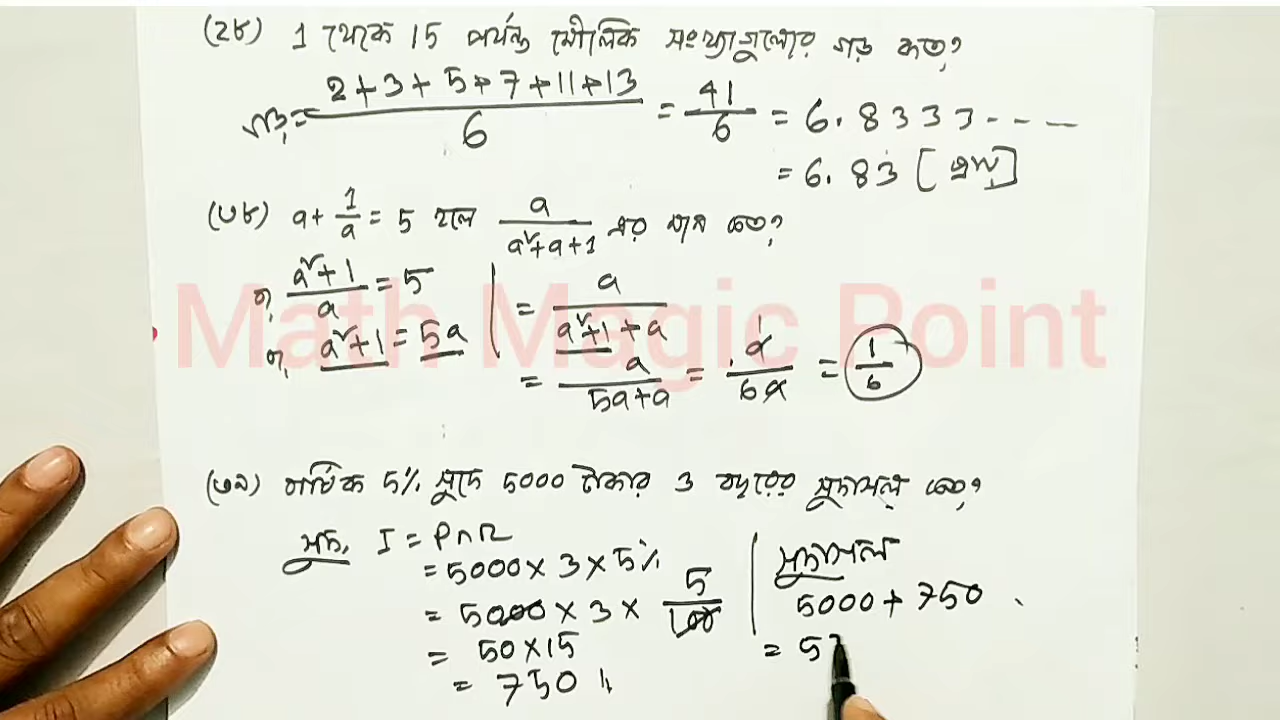 (২৮) 1 থেকে 15 পর্যন্ত মৌলিক সংখ্যাগুলোর গড় কত?
গড় = (2+3+5+7+11+13)/6 = 41/6 = 6.8333----
= 6.83 [প্রায়]
(৩৮) a + 1/a = 5 হলে a/(a²+a+1) এর মান কত?
বা, (a²+1)/a = 5 | = a/(a²+1+a)
বা, a²+1 = 5a
= a/(5a+a) = a/6a = 1/6
Math Magic Point
(৩৯) বার্ষিক 5% সুদে 5000 টাকার 3 বছরের সুদাসল কত?
সুদ, I = Pnr | সুদাসল
= 5000 × 3 × 5%
= 5000 × 3 × 5/100 | 5000 + 750
= 50 × 15 | = 5
= 750